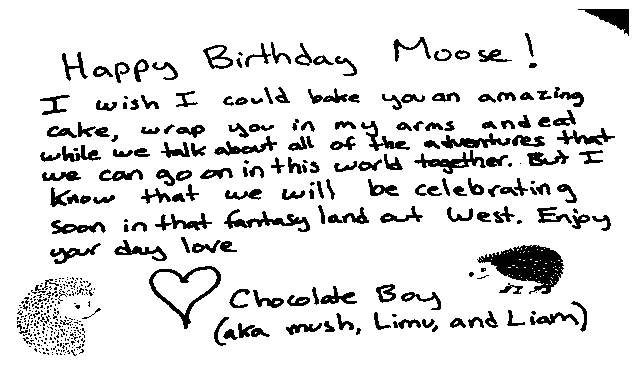 Happy Birthday Moose!
I wish I could bake you an amazing
cake, wrap you in my arms and eat
while we talk about all of the adventures that
we can go on in this world together. But I
know that we will be celebrating
soon in that fantasy land out West. Enjoy
your day love
Chocolate Boy
(aka mush, Limu, and Liam)